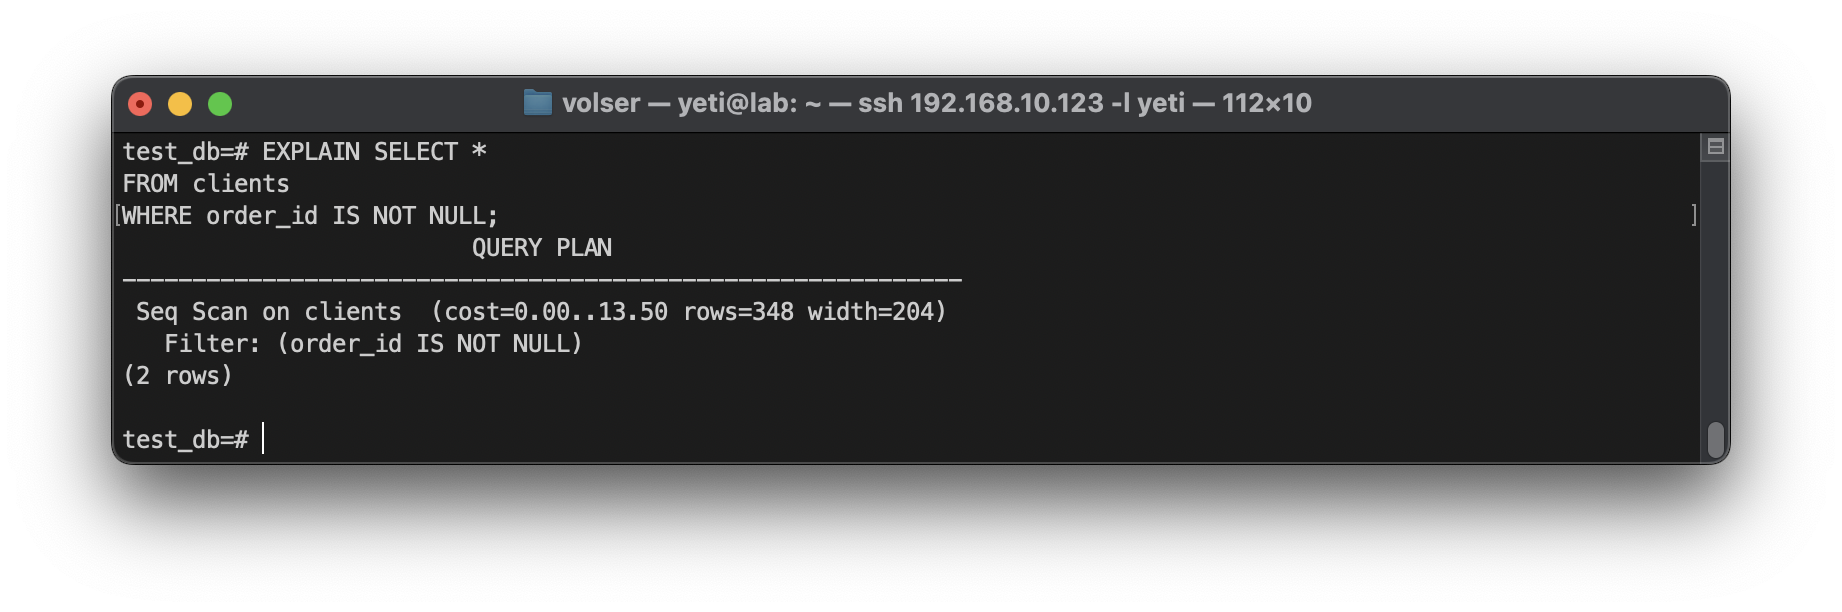 volser — yeti@lab: ~ — ssh 192.168.10.123 -l yeti — 112×10
test_db=# EXPLAIN SELECT *
FROM clients
[WHERE order_id IS NOT NULL; ]
QUERY PLAN
------------------------------------------------------------
Seq Scan on clients  (cost=0.00..13.50 rows=348 width=204)
Filter: (order_id IS NOT NULL)
(2 rows)
test_db=#